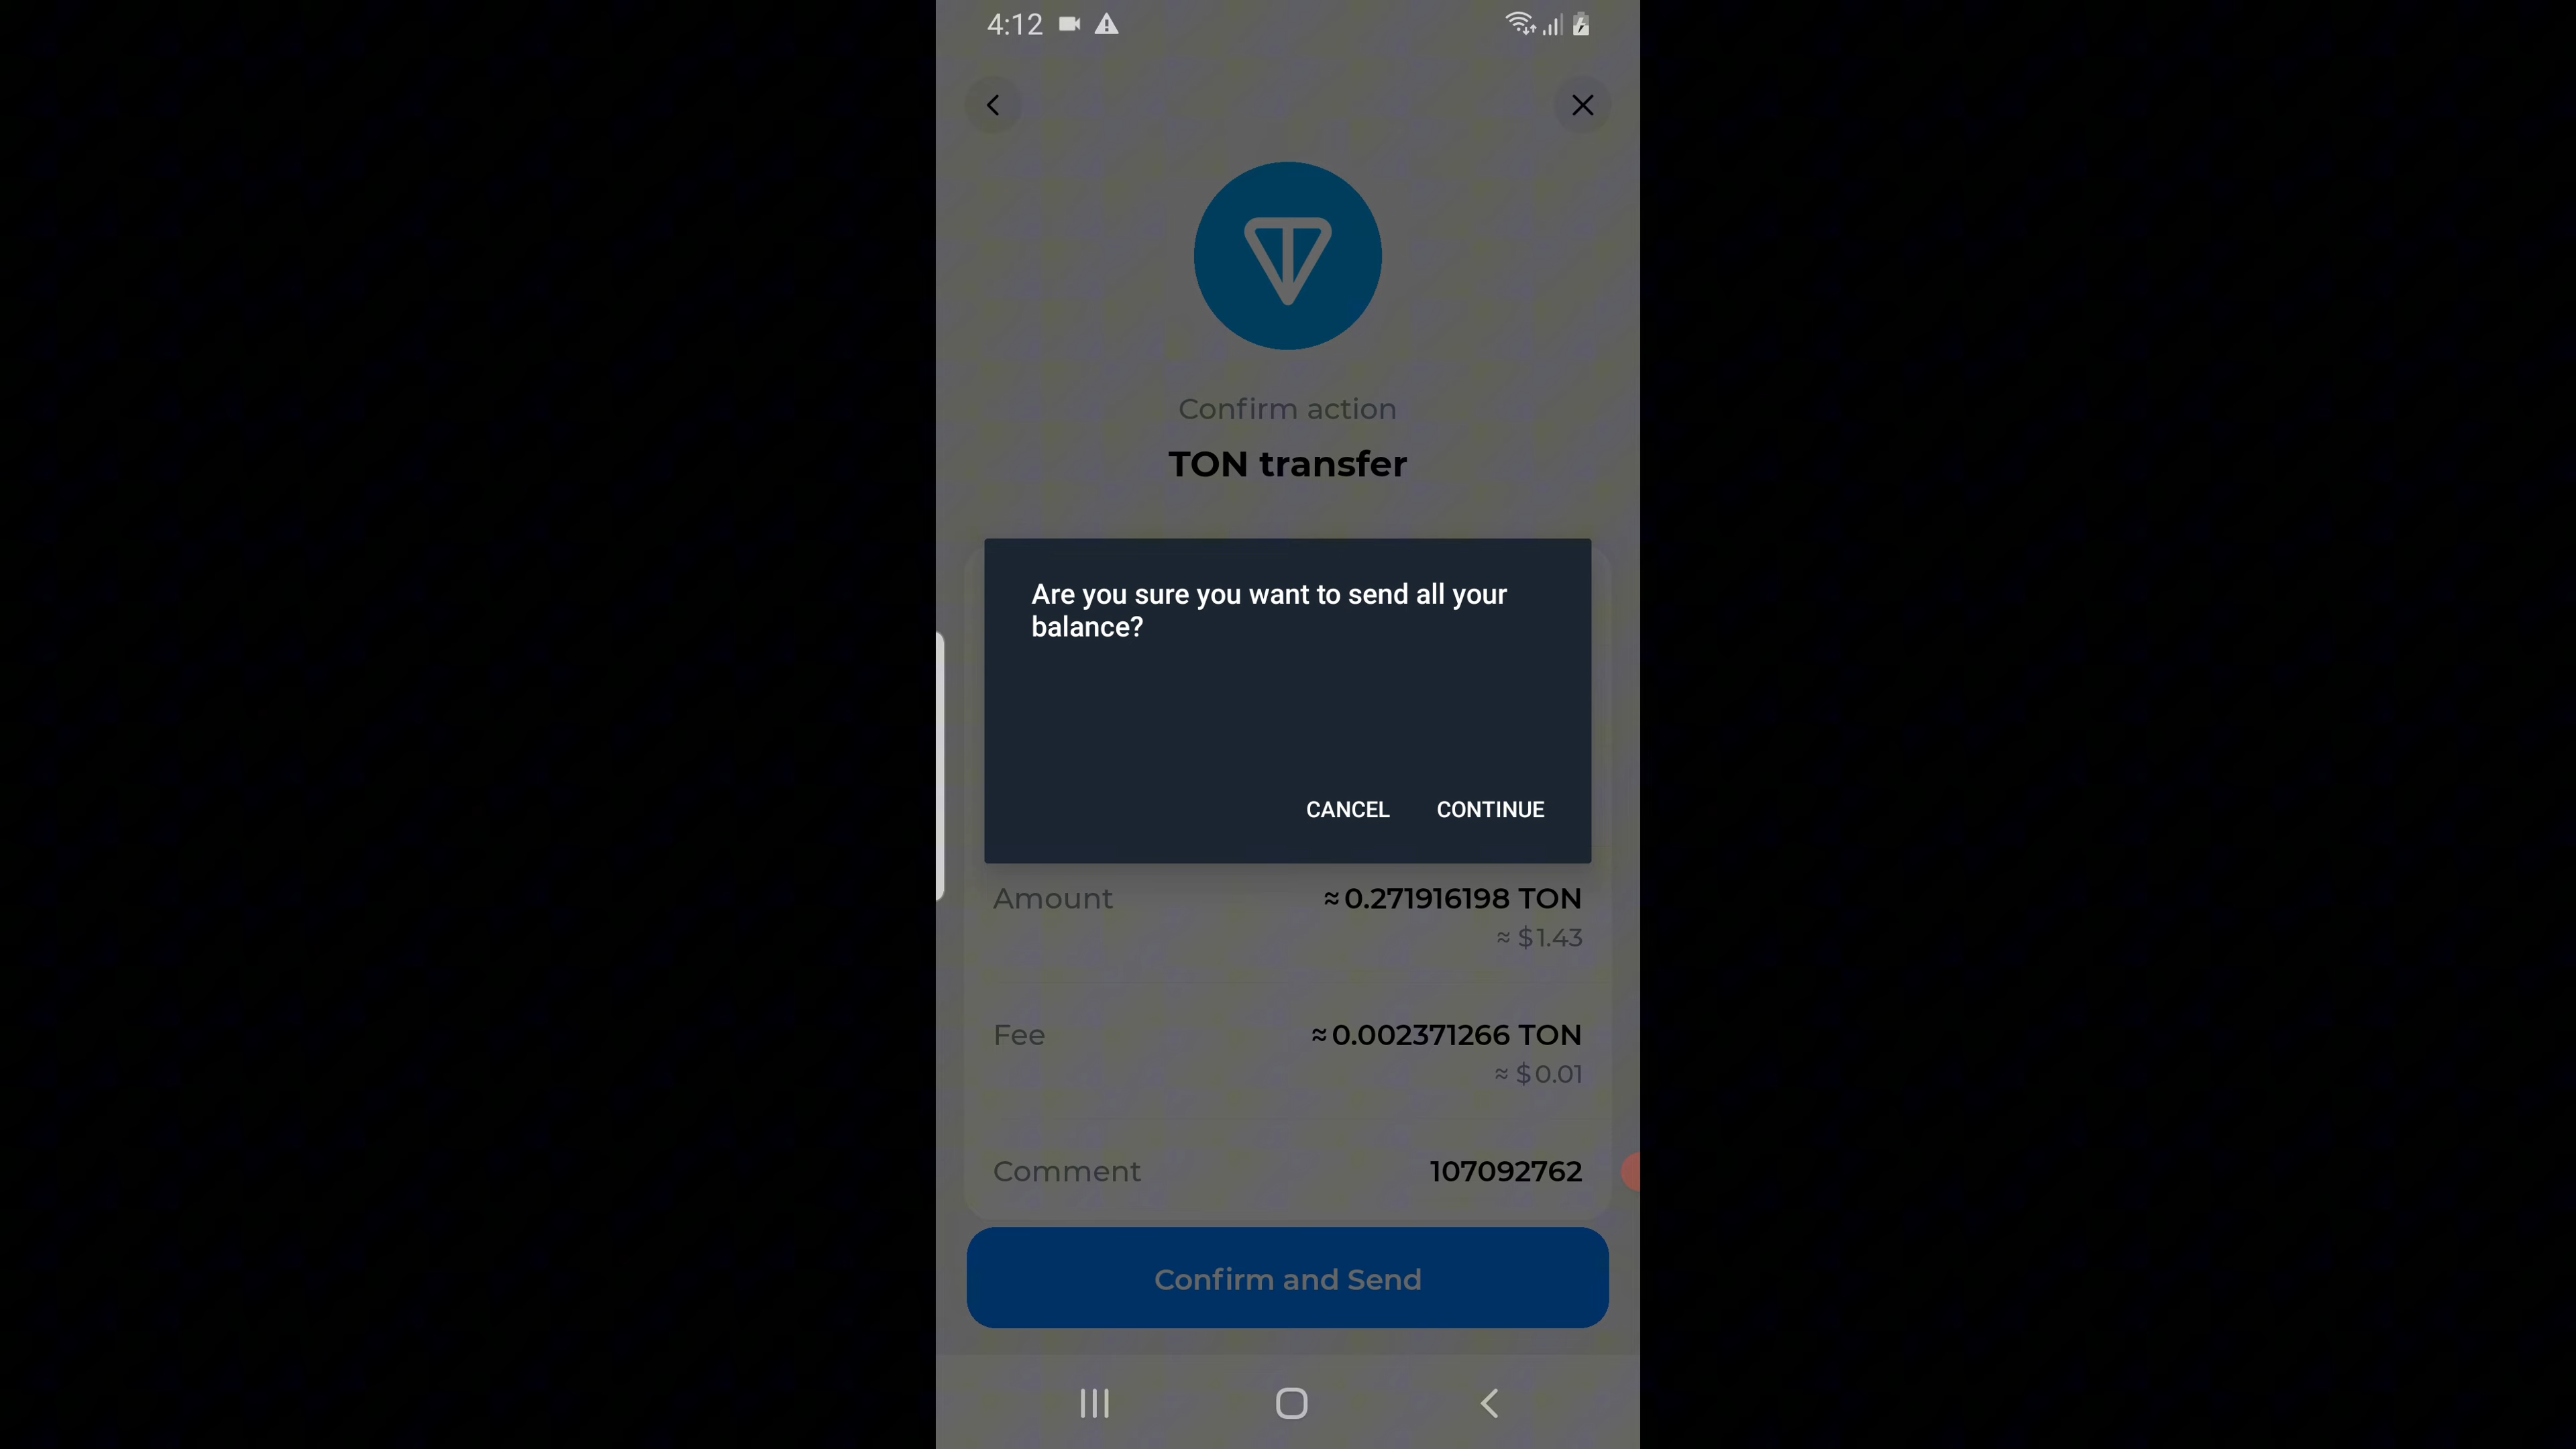 4:12
Confirm action
TON transfer
Are you sure you want to send all your
balance?
CANCEL CONTINUE
Amount ≈ 0.271916198 TON
≈ $1.43
Fee ≈ 0.002371266 TON
≈ $0.01
Comment 107092762
Confirm and Send